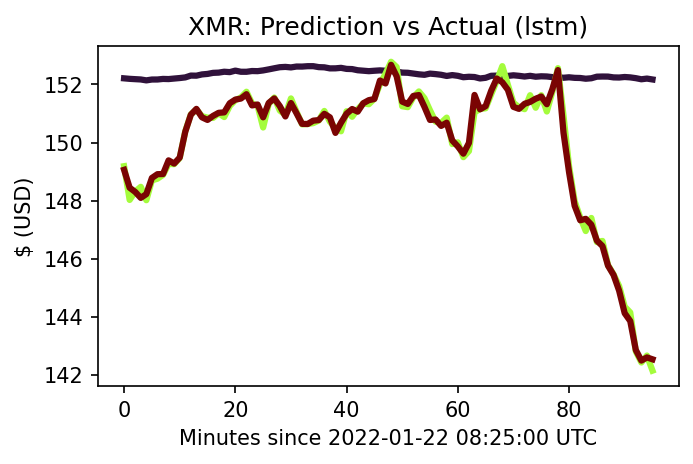 XMR: Prediction vs Actual (lstm)
$ (USD)
152
150
148
146
144
142
0 20 40 60 80
Minutes since 2022-01-22 08:25:00 UTC